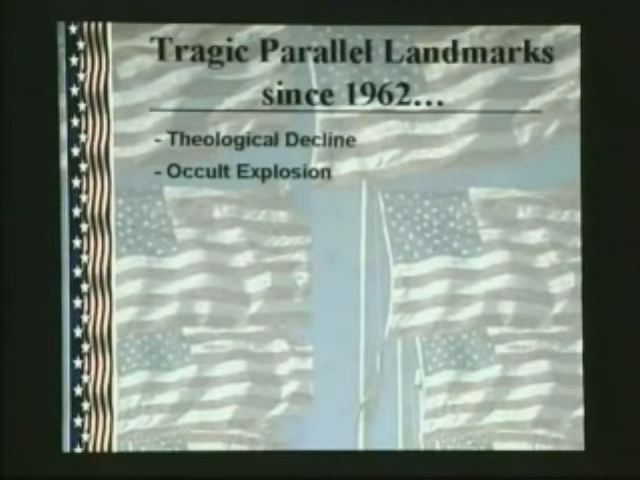 Tragic Parallel Landmarks
since 1962...
- Theological Decline
- Occult Explosion